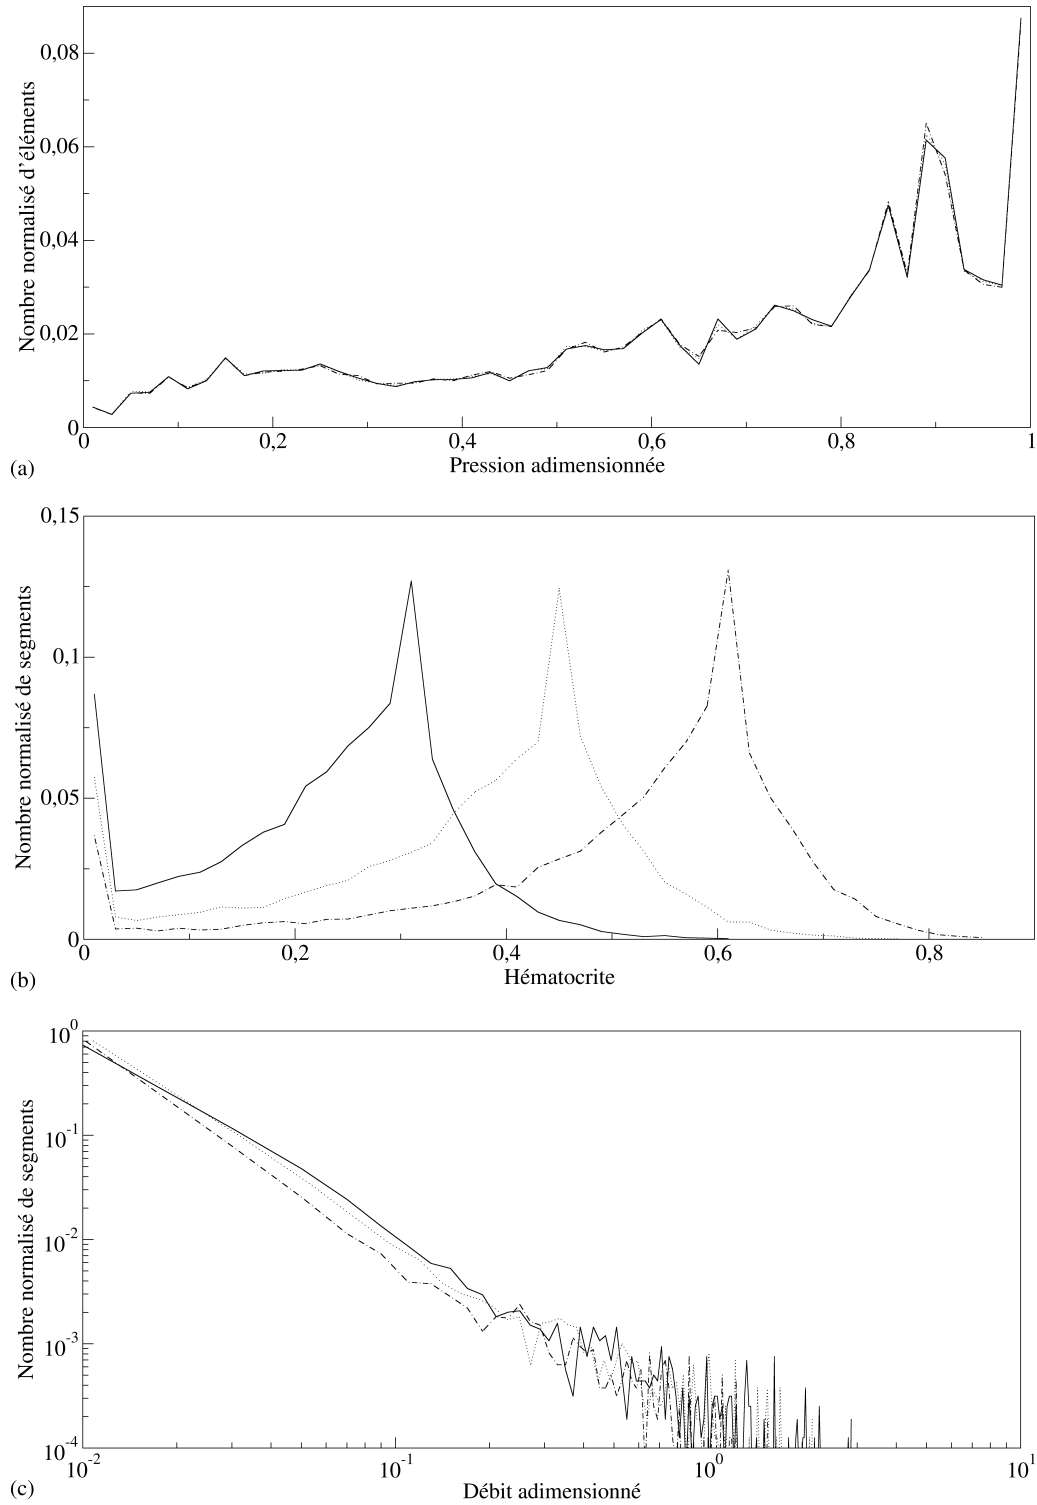 0,08
0,06
0,04
0,02
0
Nombre normalisé d'éléments
0 0,2 0,4 0,6 0,8 1
Pression adimensionnée
(a)
0,15
0,1
0,05
0
Nombre normalisé de segments
0 0,2 0,4 0,6 0,8
Hématocrite
(b)
10^0
10^-1
10^-2
10^-3
10^-4
Nombre normalisé de segments
10^-2 10^-1 10^0 10^1
Débit adimensionné
(c)